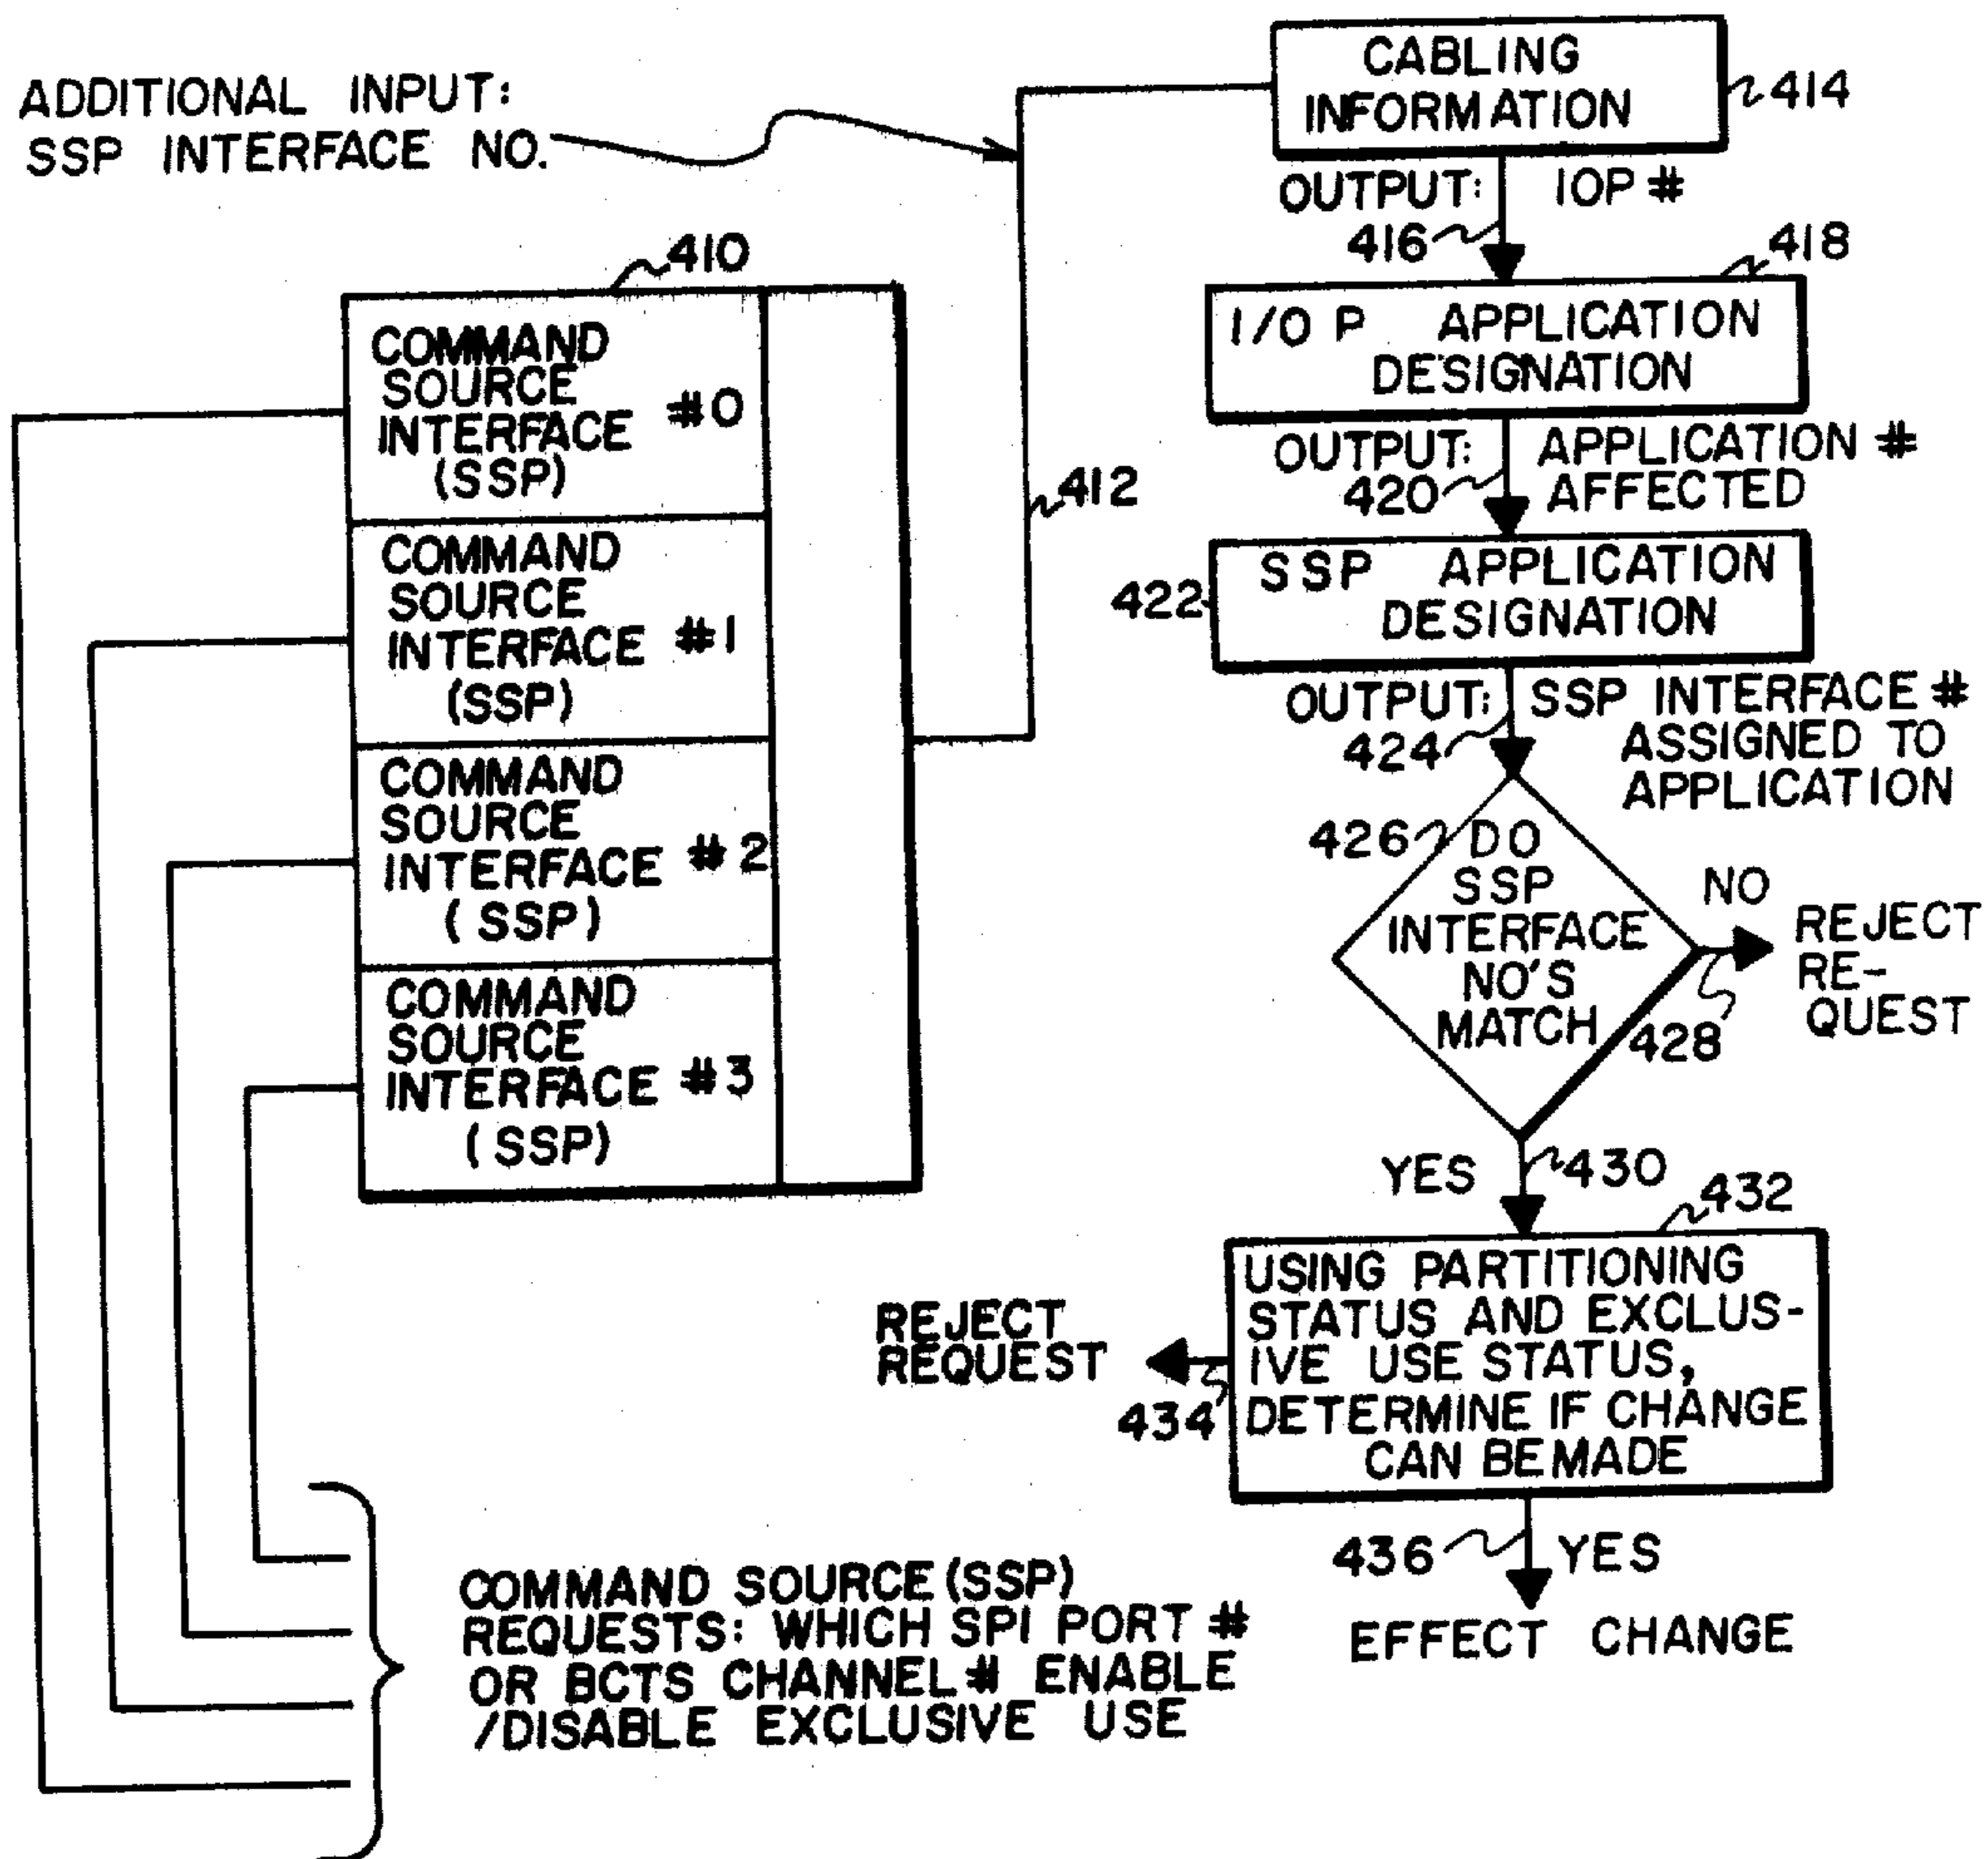 ADDITIONAL INPUT:
SSP INTERFACE NO.
410
COMMAND
SOURCE
INTERFACE #0
(SSP)
COMMAND
SOURCE
INTERFACE #1
(SSP)
COMMAND
SOURCE
INTERFACE #2
(SSP)
COMMAND
SOURCE
INTERFACE #3
(SSP)
412
COMMAND SOURCE (SSP)
REQUESTS: WHICH SPI PORT #
OR BCTS CHANNEL # ENABLE
/DISABLE EXCLUSIVE USE
CABLING
INFORMATION
414
OUTPUT: IOP #
416
418
I/O P APPLICATION
DESIGNATION
OUTPUT: APPLICATION #
420 AFFECTED
SSP APPLICATION
422
DESIGNATION
OUTPUT: SSP INTERFACE #
424 ASSIGNED TO
APPLICATION
426
DO
SSP
INTERFACE
NO'S
MATCH
NO
REJECT
RE-
QUEST
428
YES
430
432
USING PARTITIONING
STATUS AND EXCLUS-
IVE USE STATUS,
DETERMINE IF CHANGE
CAN BE MADE
REJECT
REQUEST
434
436
YES
EFFECT CHANGE